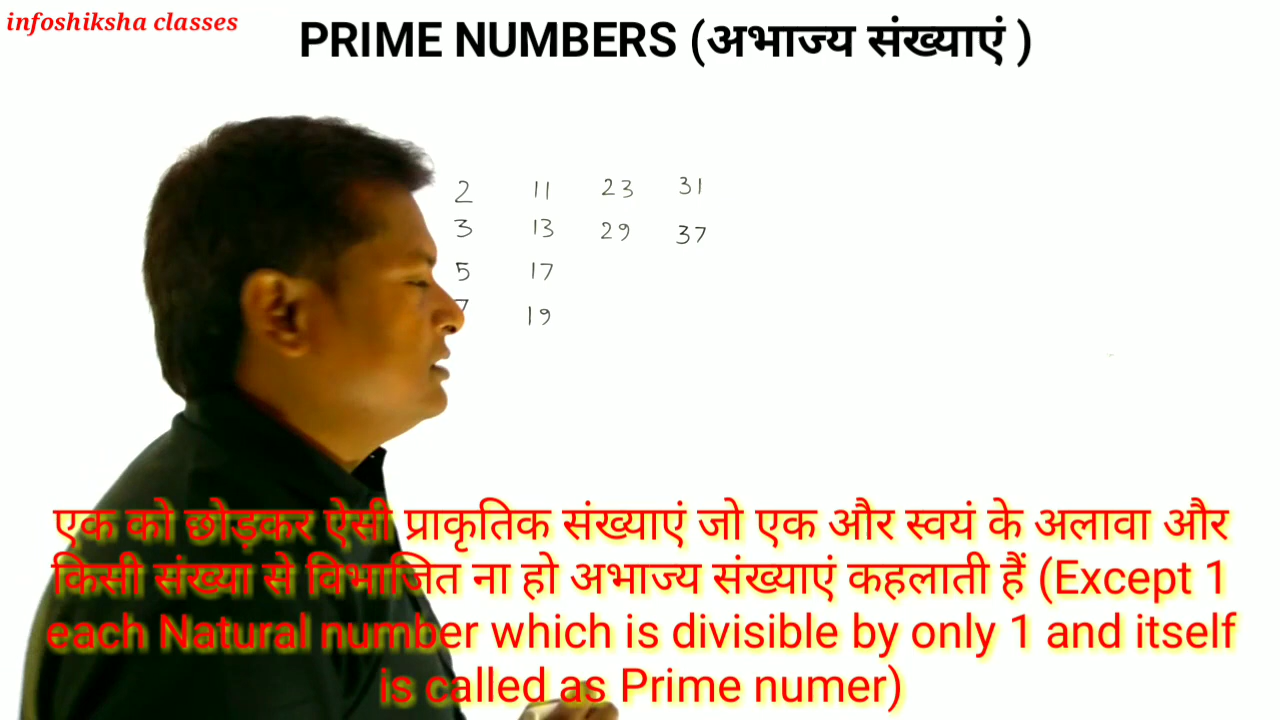 infoshiksha classes
PRIME NUMBERS (अभाज्य संख्याएं )
2 11 23 31
3 13 29 37
5 17
7 19
एक को छोड़कर ऐसी प्राकृतिक संख्याएं जो एक और स्वयं के अलावा और
किसी संख्या से विभाजित ना हो अभाज्य संख्याएं कहलाती हैं (Except 1
each Natural number which is divisible by only 1 and itself
is called as Prime numer)